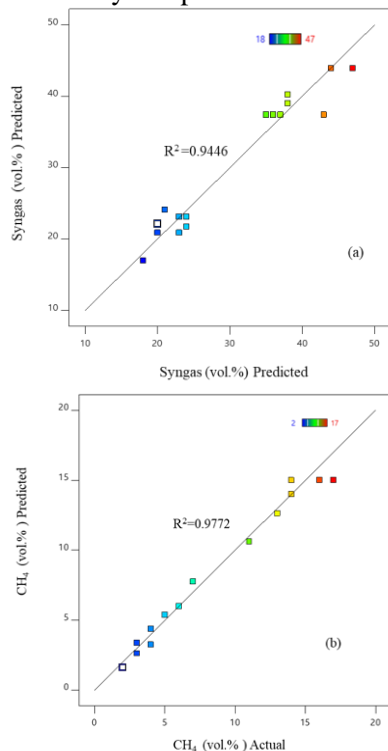 50
18
47
40
Syngas (vol.% ) Predicted
30
R²=0.9446
20
(a)
10
10 20 30 40 50
Syngas (vol.%) Predicted
20
2
17
15
CH₄ (vol.% ) Predicted
R²=0.9772
10
5
(b)
0
0 5 10 15 20
CH₄ (vol.% ) Actual